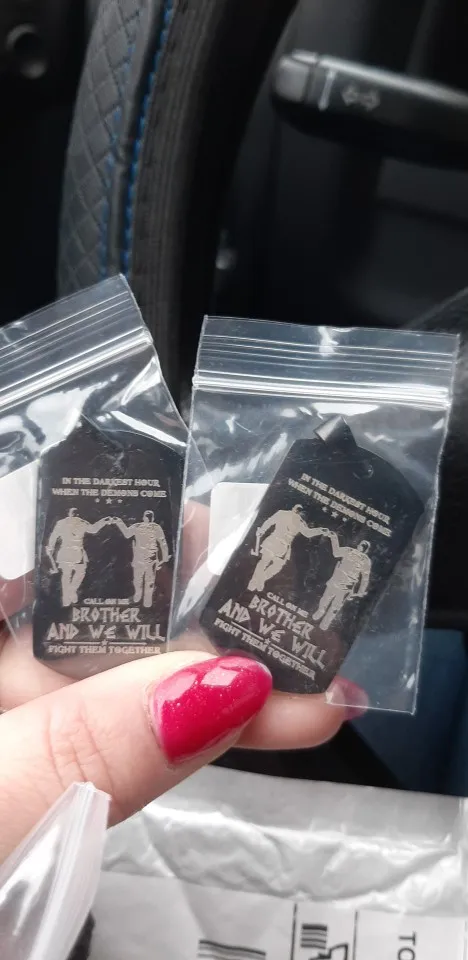 IN THE DARKEST HOUR
WHEN THE DEMONS COME
CALL ON ME
BROTHER
AND WE WILL
FIGHT THEM TOGETHER
IN THE DARKEST HOUR
WHEN THE DEMONS COME
CALL ON ME
BROTHER
AND WE WILL
FIGHT THEM TOGETHER
TO